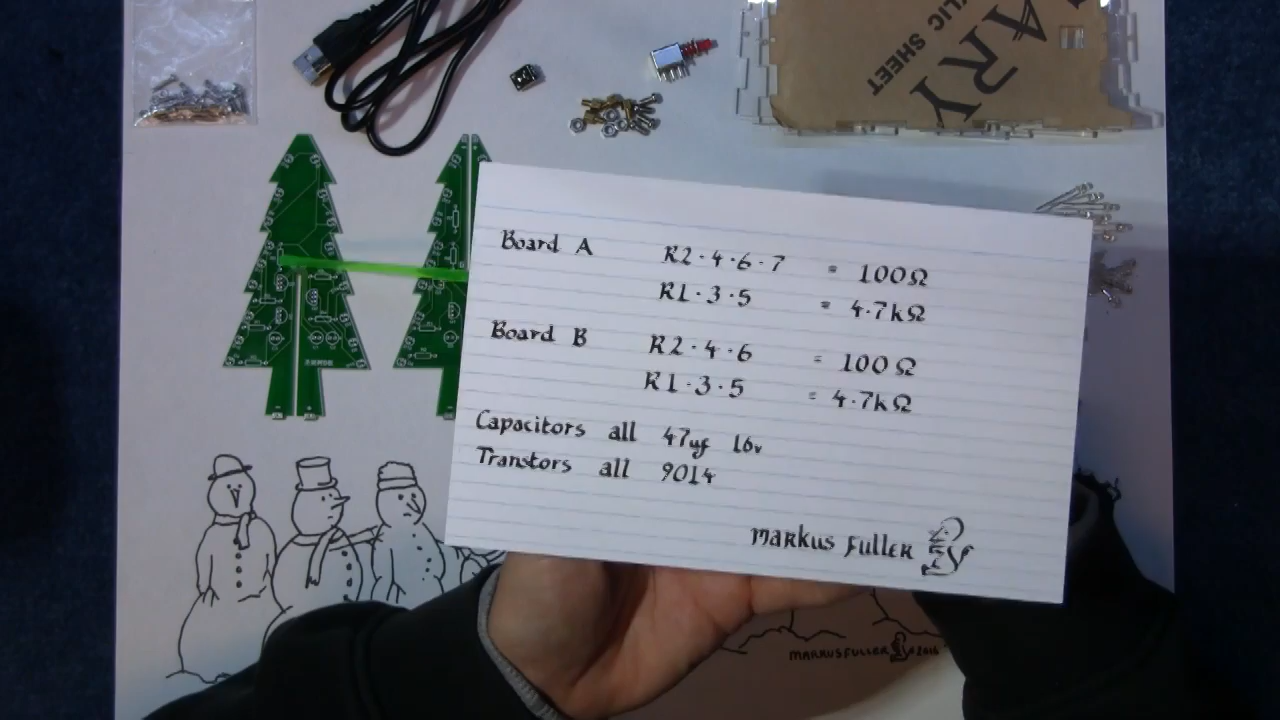 ARY
LIC SHEET
Board A R2·4·6·7 = 100Ω
R1·3·5 = 4.7kΩ
Board B R2·4·6 = 100Ω
R1·3·5 = 4.7kΩ
Capacitors all 47uf 16v
Transtors all 9014
Markus Fuller
MARKUSFULLER 2016